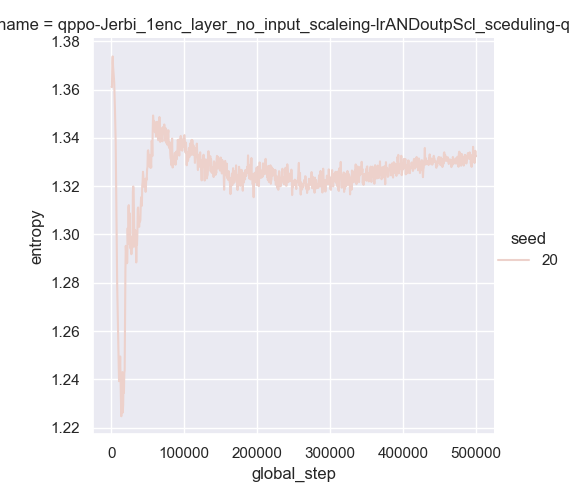 name = qppo-Jerbi_1enc_layer_no_input_scaleing-lrANDoutpScl_sceduling-q
1.38
1.36
1.34
1.32
1.30
1.28
1.26
1.24
1.22
entropy
0 100000 200000 300000 400000 500000
global_step
seed
20